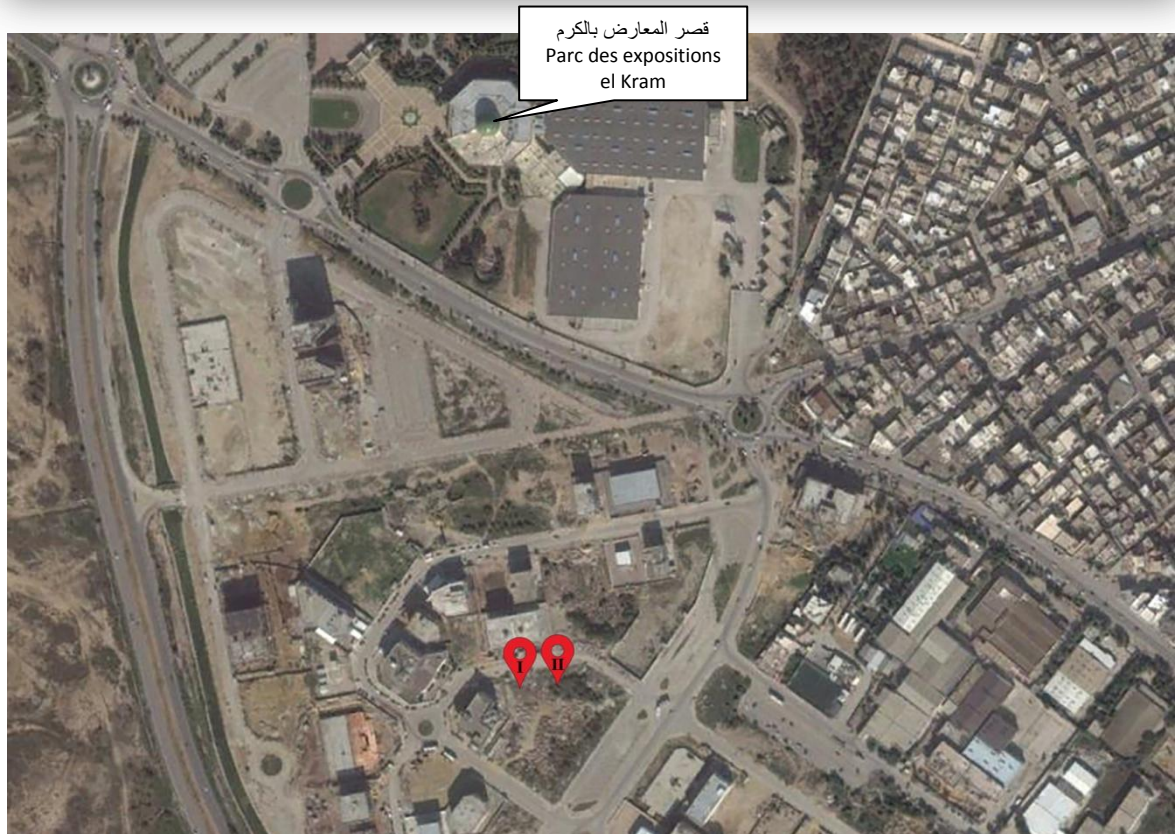 قصر المعارض بالكرم
Parc des expositions
el Kram
I
II